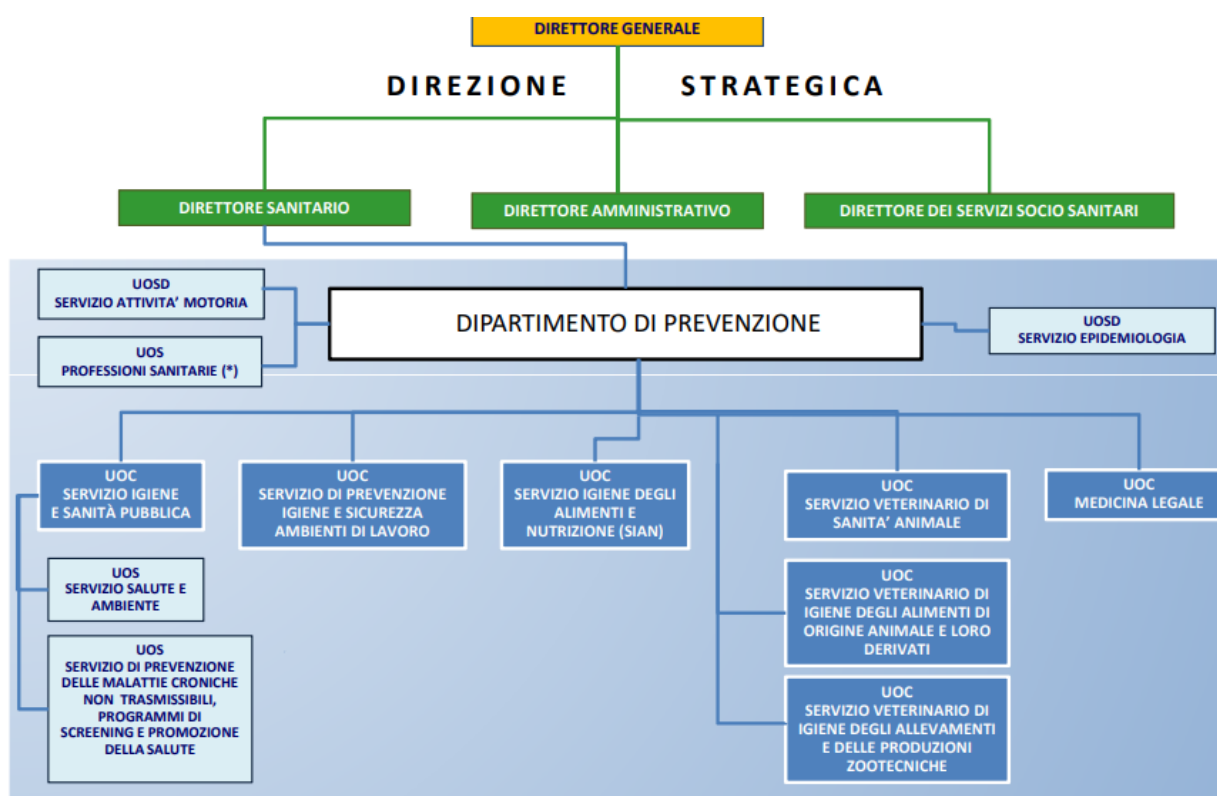 DIRETTORE GENERALE
DIREZIONE STRATEGICA
DIRETTORE SANITARIO
DIRETTORE AMMINISTRATIVO
DIRETTORE DEI SERVIZI SOCIO SANITARI
UOSD
SERVIZIO ATTIVITA’ MOTORIA
DIPARTIMENTO DI PREVENZIONE
UOSD
SERVIZIO EPIDEMIOLOGIA
UOS
PROFESSIONI SANITARIE (*)
UOC
SERVIZIO IGIENE
E SANITÀ PUBBLICA
UOC
SERVIZIO DI PREVENZIONE
IGIENE E SICUREZZA
AMBIENTI DI LAVORO
UOC
SERVIZIO IGIENE DEGLI
ALIMENTI E
NUTRIZIONE (SIAN)
UOC
SERVIZIO VETERINARIO DI
SANITA’ ANIMALE
UOC
MEDICINA LEGALE
UOS
SERVIZIO SALUTE E
AMBIENTE
UOC
SERVIZIO VETERINARIO DI
IGIENE DEGLI ALIMENTI DI
ORIGINE ANIMALE E LORO
DERIVATI
UOS
SERVIZIO DI PREVENZIONE
DELLE MALATTIE CRONICHE
NON TRASMISSIBILI,
PROGRAMMI DI
SCREENING E PROMOZIONE
DELLA SALUTE
UOC
SERVIZIO VETERINARIO DI
IGIENE DEGLI ALLEVAMENTI
E DELLE PRODUZIONI
ZOOTECNICHE